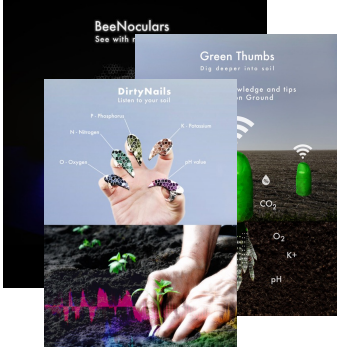 BeeNoculars
See with
Green Thumbs
Dig deeper into soil
wledge and tips
n Ground
DirtyNails
Listen to your soil
P - Phosphorus
N - Nitrogen
K - Potassium
O - Oxygen
pH value
CO2
O2
K+
pH